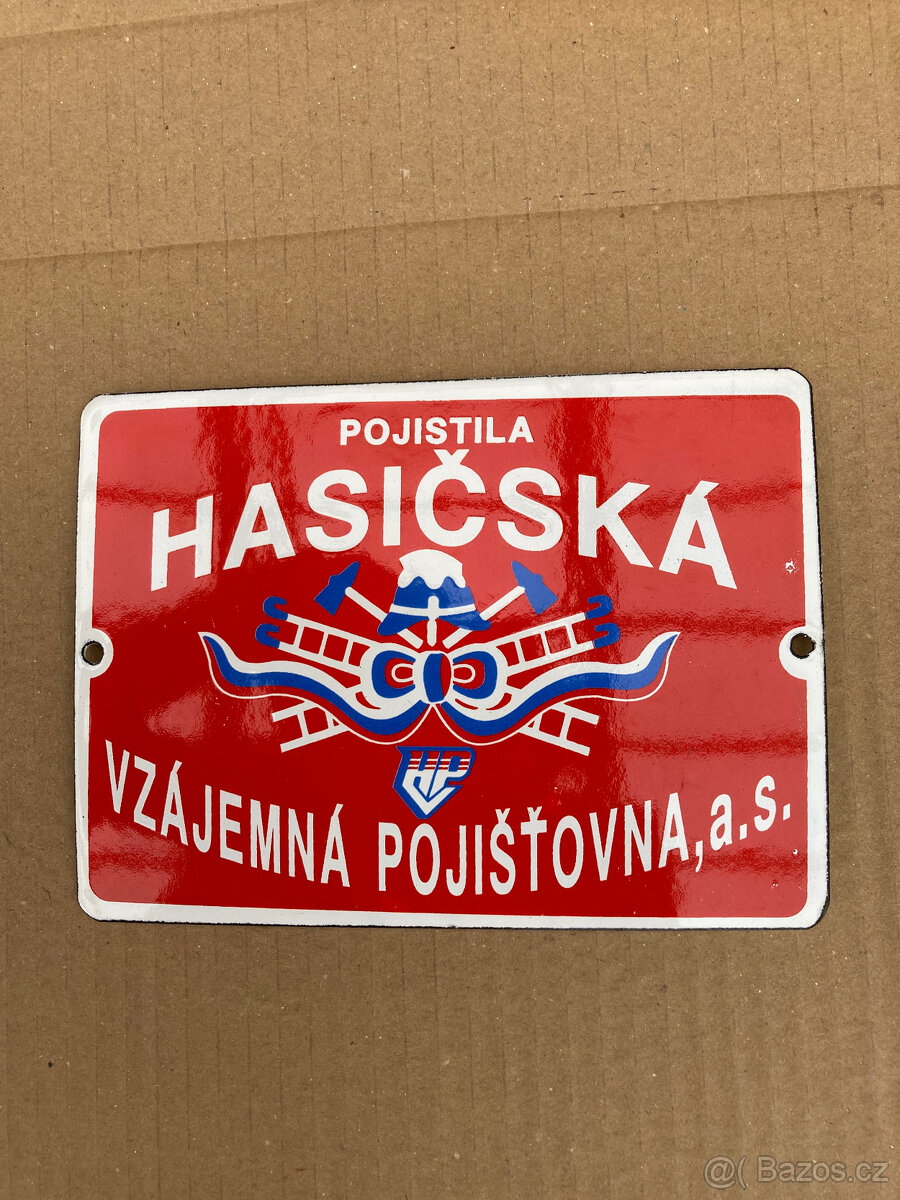 POJISTILA
HASIČSKÁ
HVP
VZÁJEMNÁ POJIŠŤOVNA, a.s.
@( Bazos.cz